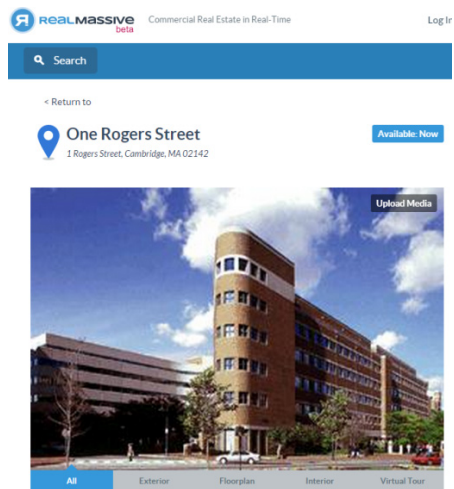 R REALMASSIVE Commercial Real Estate in Real-Time Log In
beta
Search
< Return to
One Rogers Street Available: Now
1 Rogers Street, Cambridge, MA 02142
Upload Media
All Exterior Floorplan Interior Virtual Tour